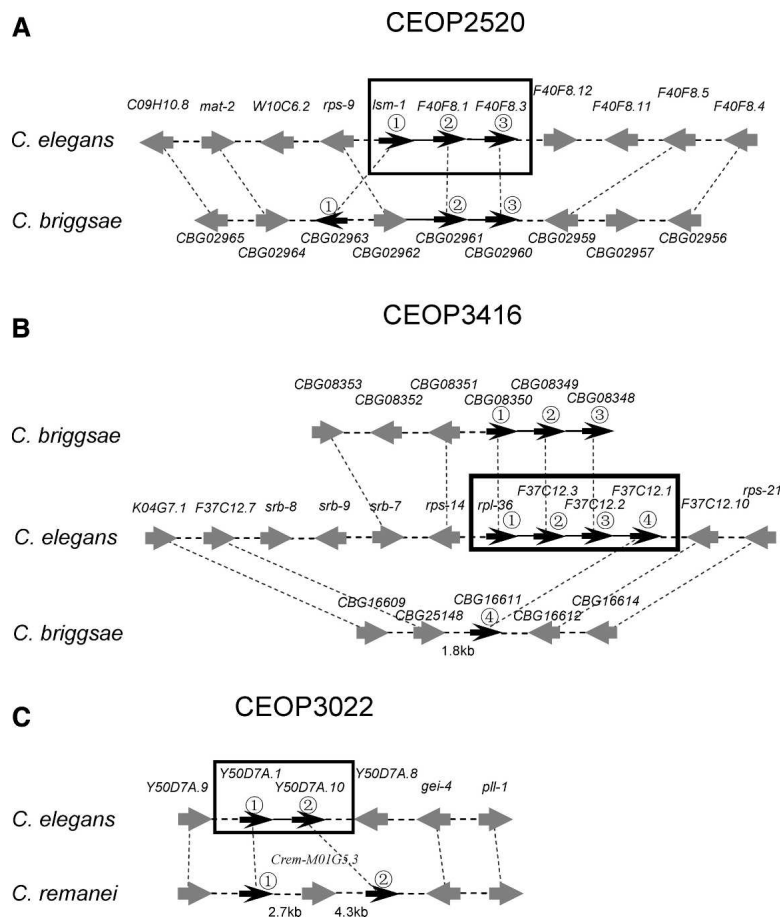 A
CEOP2520
F40F8.12 F40F8.5
C09H10.8 mat-2 W10C6.2 rps-9 lsm-1 F40F8.1 F40F8.3 F40F8.11 F40F8.4
① ② ③
C. elegans
C. briggsae
① ② ③
CBG02965 CBG02963 CBG02961 CBG02959 CBG02956
CBG02964 CBG02962 CBG02960 CBG02957
B
CEOP3416
CBG08353 CBG08351 CBG08349
CBG08352 CBG08350 CBG08348
① ② ③
C. briggsae
rps-21
F37C12.3 F37C12.1
K04G7.1 F37C12.7 srb-8 srb-9 srb-7 rps-14 rpl-36 F37C12.2 F37C12.10
C. elegans
① ② ③ ④
CBG16609 CBG16611 CBG16614
CBG25148 CBG16612
④
C. briggsae
1.8kb
C
CEOP3022
Y50D7A.1 Y50D7A.8
Y50D7A.9 Y50D7A.10 gei-4 pll-1
① ②
C. elegans
Crem-M01G5.3
① ②
C. remanei
2.7kb 4.3kb